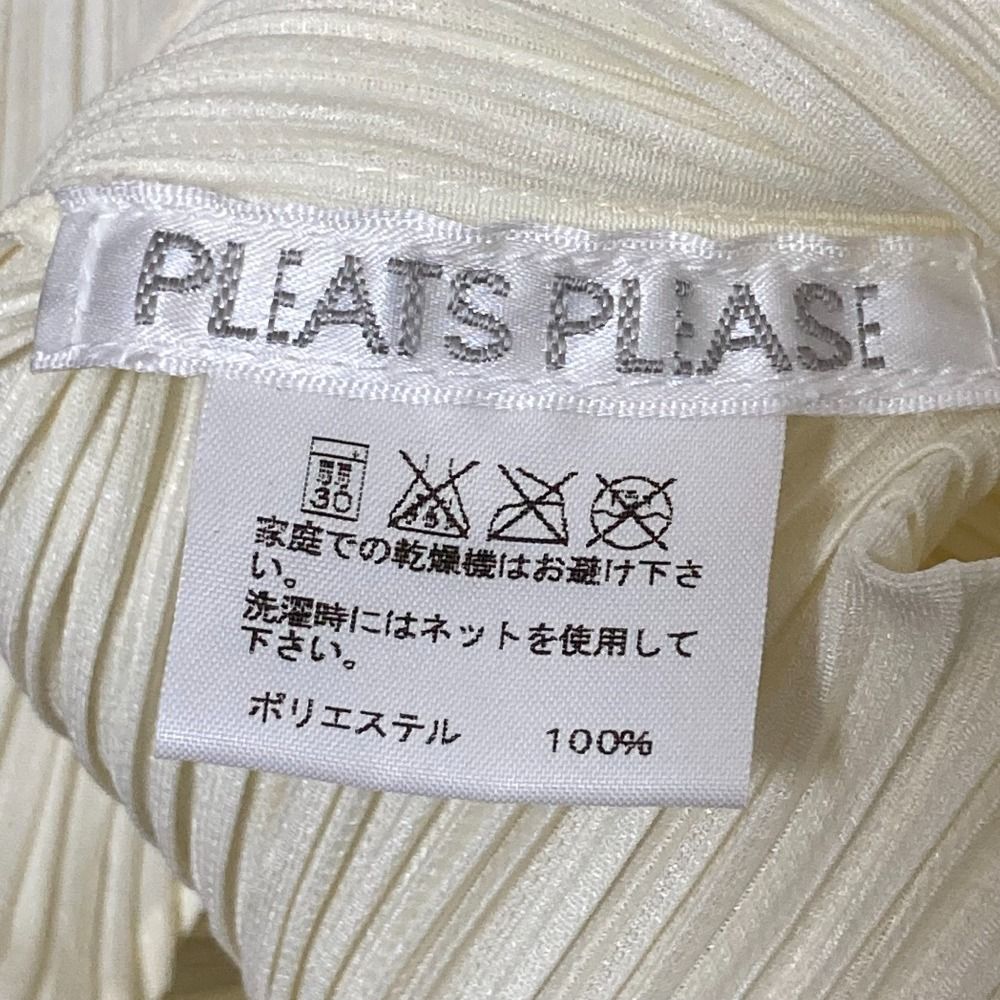 PLEATS PLEASE
30
家庭での乾燥機はお避け下さ
い。
洗濯時にはネットを使用して
下さい。
ポリエステル 100%